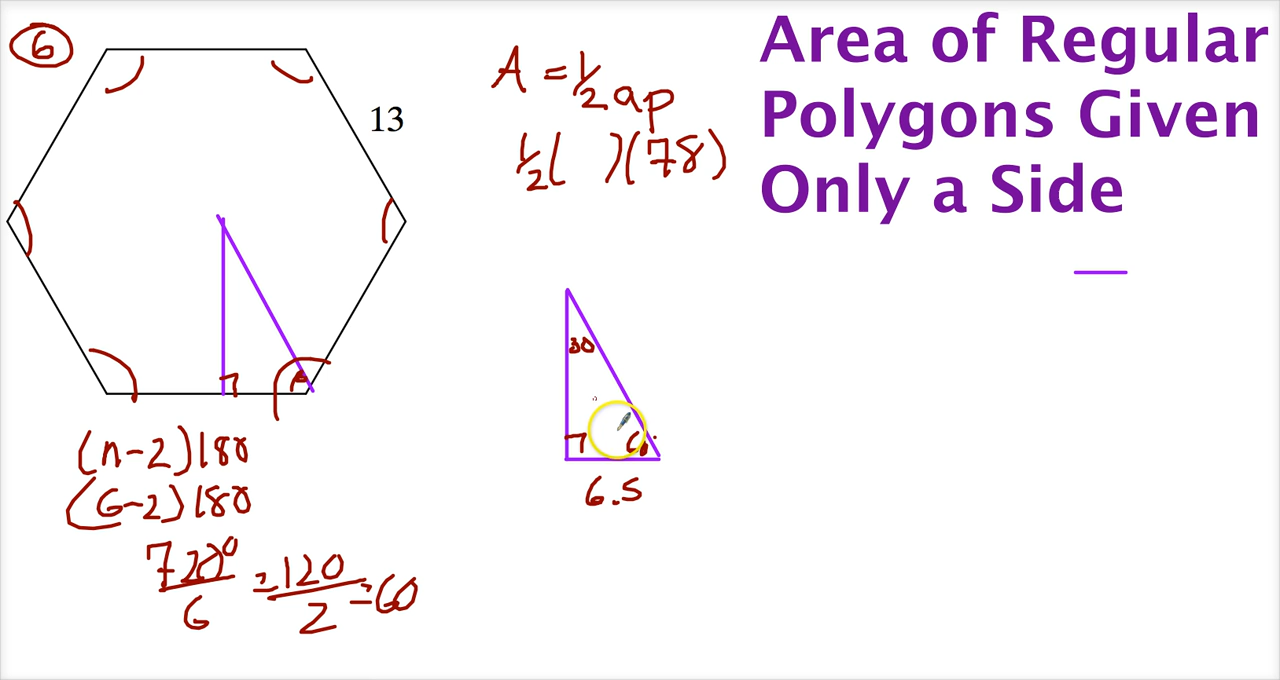 6
13
A = 1/2 ap
1/2( )(78)
Area of Regular
Polygons Given
Only a Side
30
60
6.5
(n-2)180
(6-2)180
720°/6 = 120/2 = 60